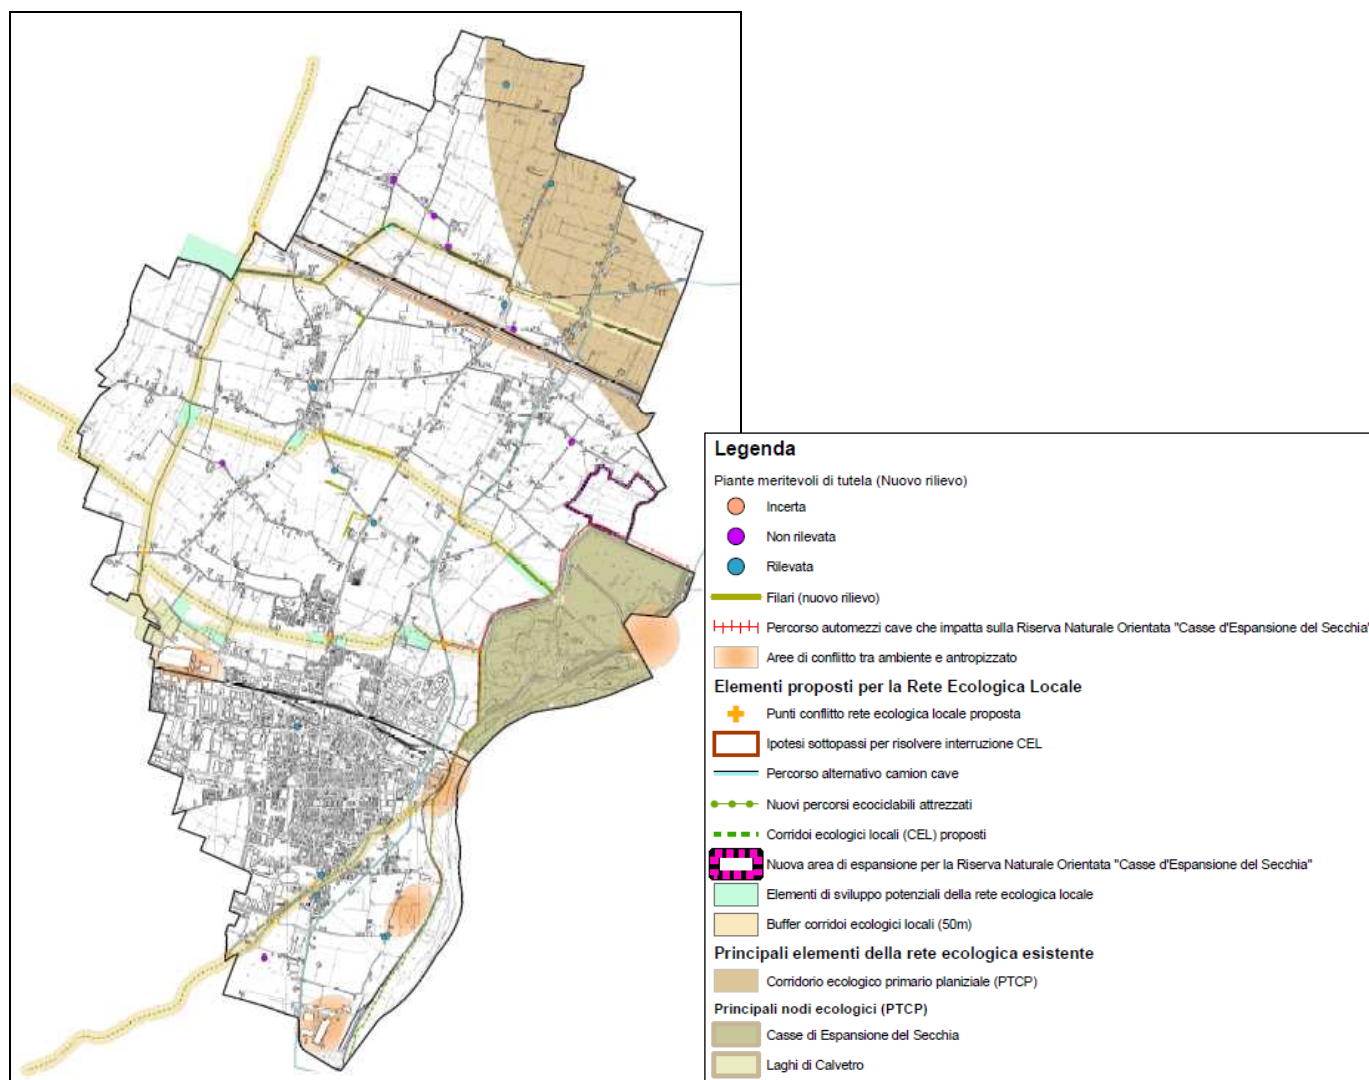 Legenda
Piante meritevoli di tutela (Nuovo rilievo)
Incerta
Non rilevata
Rilevata
Filari (nuovo rilievo)
Percorso automezzi cave che impatta sulla Riserva Naturale Orientata "Casse d'Espansione del Secchia"
Aree di conflitto tra ambiente e antropizzato
Elementi proposti per la Rete Ecologica Locale
Punti conflitto rete ecologica locale proposta
Ipotesi sottopassi per risolvere interruzione CEL
Percorso alternativo camion cave
Nuovi percorsi ecociclabili attrezzati
Corridoi ecologici locali (CEL) proposti
Nuova area di espansione per la Riserva Naturale Orientata "Casse d'Espansione del Secchia"
Elementi di sviluppo potenziali della rete ecologica locale
Buffer corridoi ecologici locali (50m)
Principali elementi della rete ecologica esistente
Corridorio ecologico primario planiziale (PTCP)
Principali nodi ecologici (PTCP)
Casse di Espansione del Secchia
Laghi di Calvetro